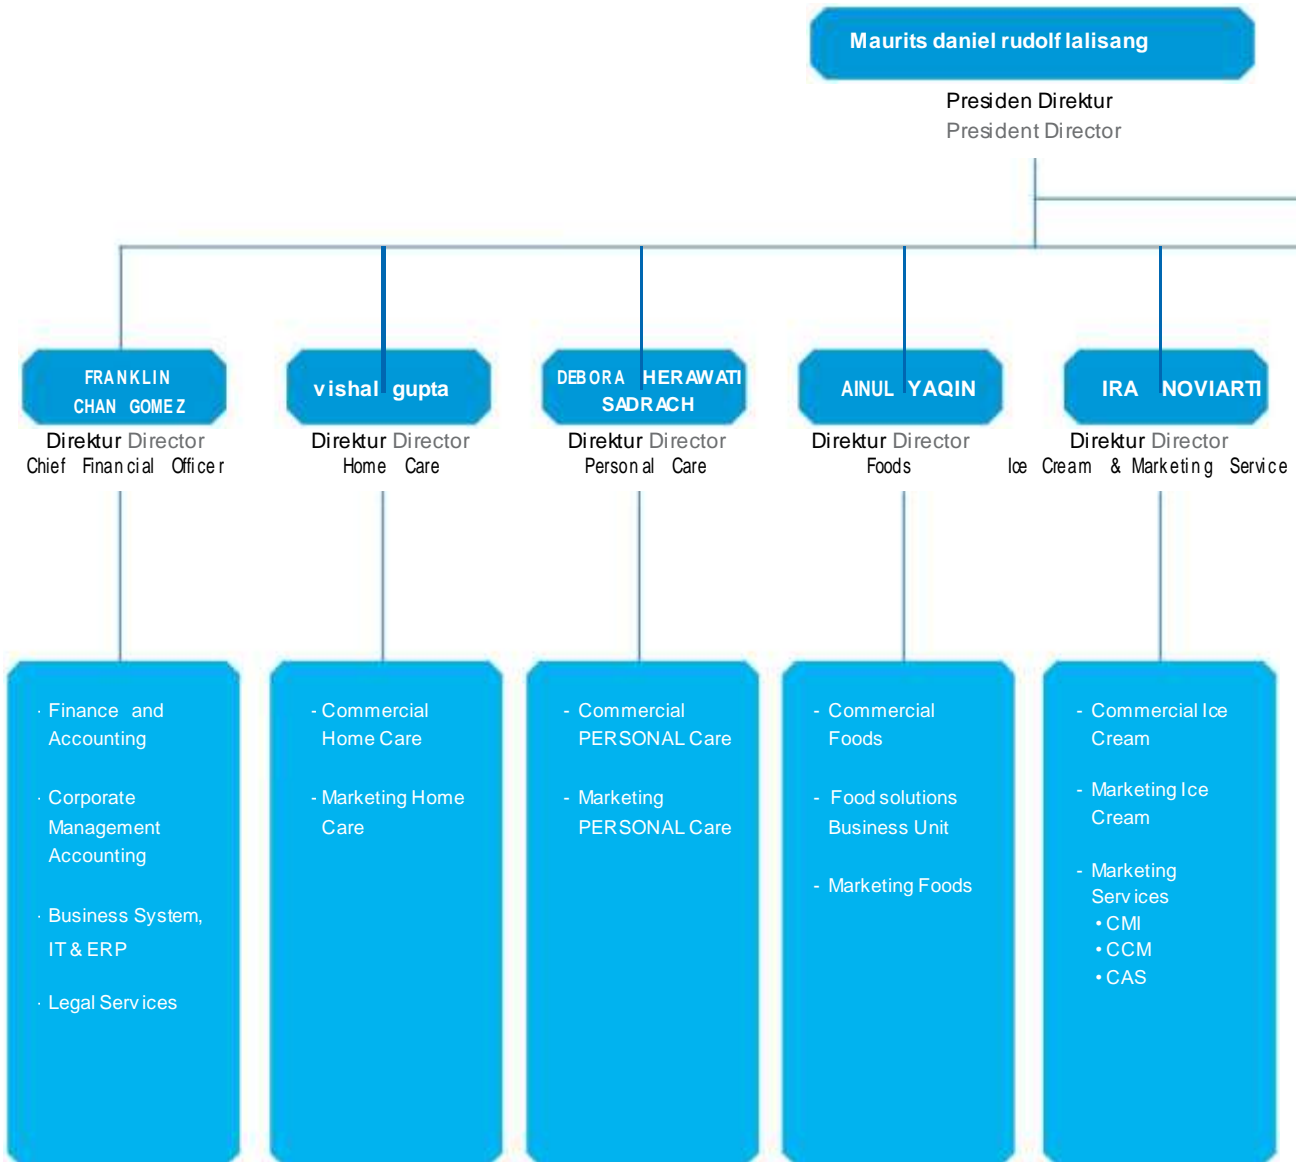 Maurits daniel rudolf lalisang
Presiden Direktur
President Director
FRANKLIN
CHAN GOMEZ
Direktur Director
Chief Financial Officer
vishal gupta
Direktur Director
Home Care
DEBORA HERAWATI
SADRACH
Direktur Director
Personal Care
AINUL YAQIN
Direktur Director
Foods
IRA NOVIARTI
Direktur Director
Ice Cream & Marketing Service
· Finance and
Accounting
· Corporate
Management
Accounting
· Business System,
IT & ERP
· Legal Services
- Commercial
Home Care
- Marketing Home
Care
- Commercial
PERSONAL Care
- Marketing
PERSONAL Care
- Commercial
Foods
- Food solutions
Business Unit
- Marketing Foods
- Commercial Ice
Cream
- Marketing Ice
Cream
- Marketing
Services
• CMI
• CCM
• CAS